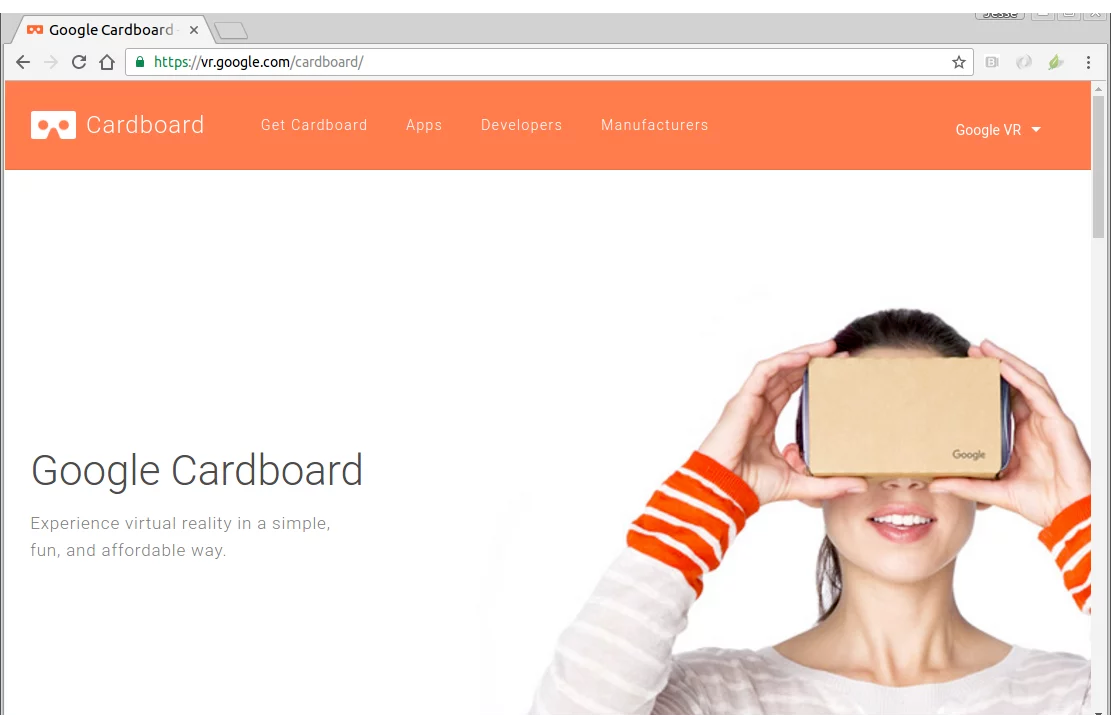 Jesse
Google Cardboard
https://vr.google.com/cardboard/
Cardboard
Get Cardboard
Apps
Developers
Manufacturers
Google VR
Google
Google Cardboard
Experience virtual reality in a simple,
fun, and affordable way.